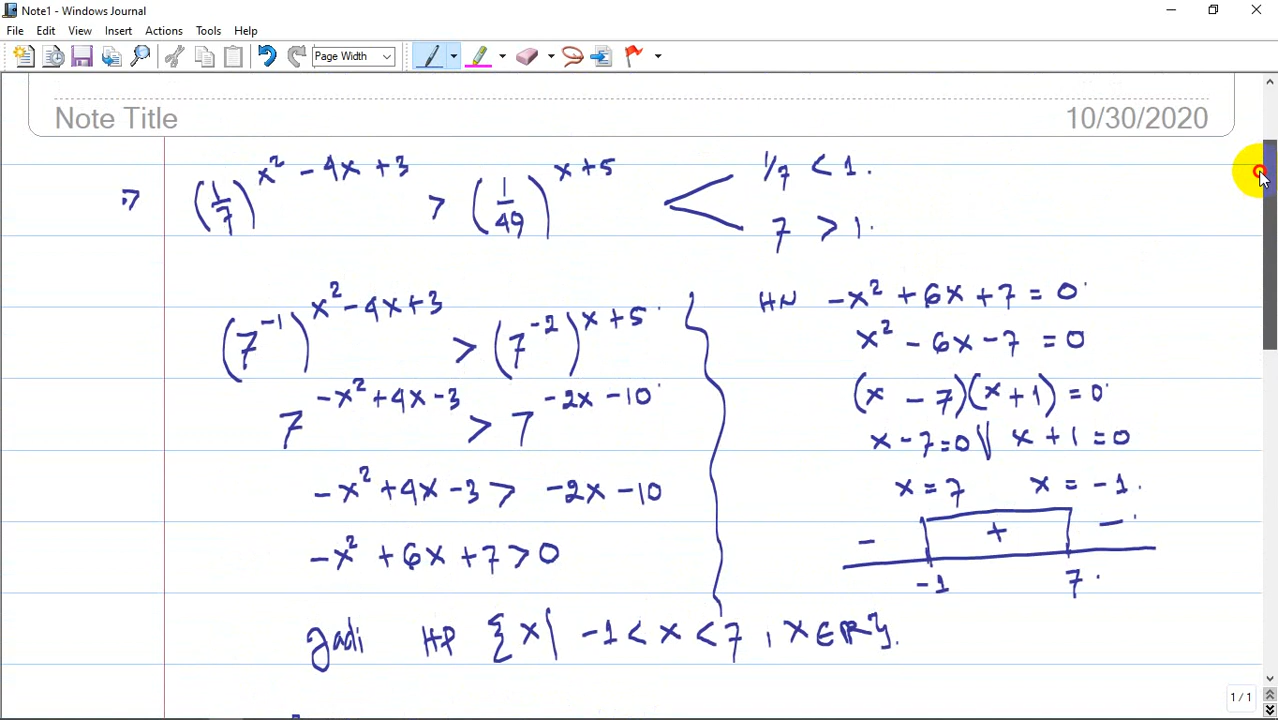 Note1 - Windows Journal
File Edit View Insert Actions Tools Help
Page Width
Note Title 10/30/2020
(1/7)^(x² - 4x + 3) > (1/49)^(x + 5)
1/7 < 1.
7 > 1.
(7^-1)^(x² - 4x + 3) > (7^-2)^(x + 5)
7^(-x² + 4x - 3) > 7^(-2x - 10)
-x² + 4x - 3 > -2x - 10
-x² + 6x + 7 > 0
HN -x² + 6x + 7 = 0
x² - 6x - 7 = 0
(x - 7)(x + 1) = 0
x - 7 = 0 V x + 1 = 0
x = 7 x = -1.
- + -
-1 7
Jadi HP {x| -1 < x < 7, x ∈ R}.
1 / 1